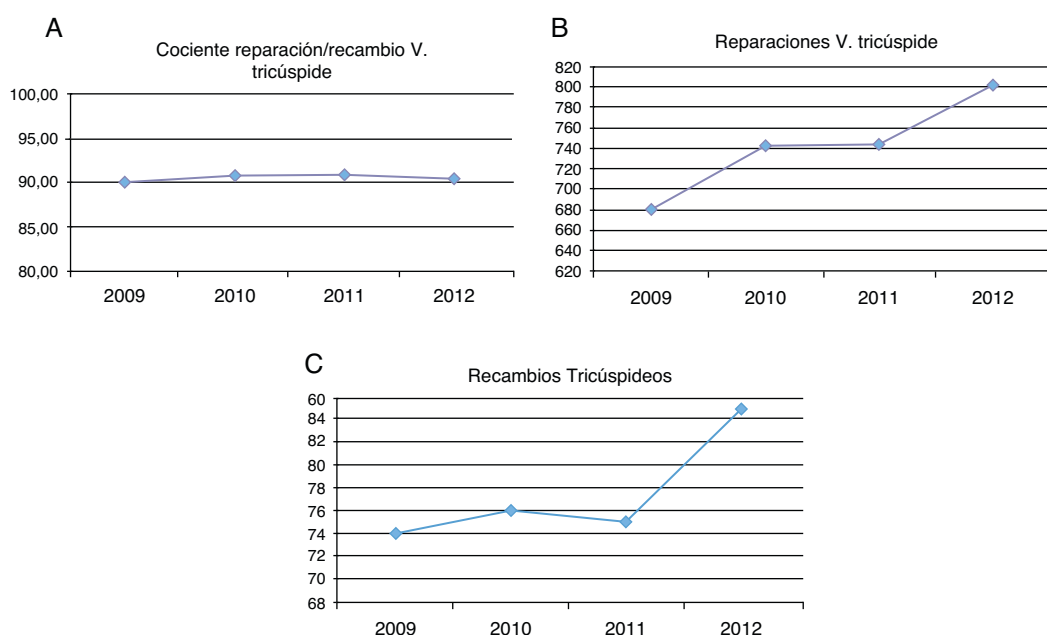 A
Cociente reparación/recambio V.
tricúspide
100,00
95,00
90,00
85,00
80,00
2009 2010 2011 2012
B
Reparaciones V. tricúspide
820
800
780
760
740
720
700
680
660
640
620
2009 2010 2011 2012
C
Recambios Tricúspideos
60
84
82
80
78
76
74
72
70
68
2009 2010 2011 2012